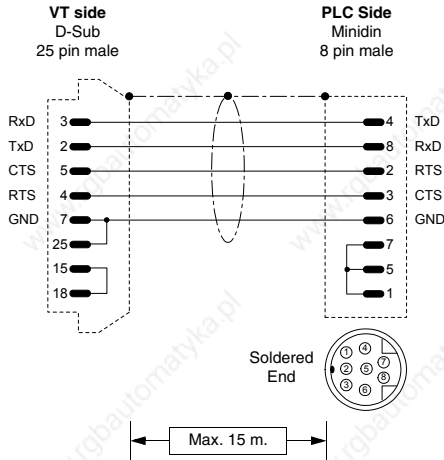 VT side
D-Sub
25 pin male
PLC Side
Minidin
8 pin male
RxD 3 4 TxD
TxD 2 8 RxD
CTS 5 2 RTS
RTS 4 3 CTS
GND 7 6 GND
25 7
15 5
18 1
Soldered
End
1 4 7
2 5 8
3 6
Max. 15 m.
www.rgbautomatyka.pl